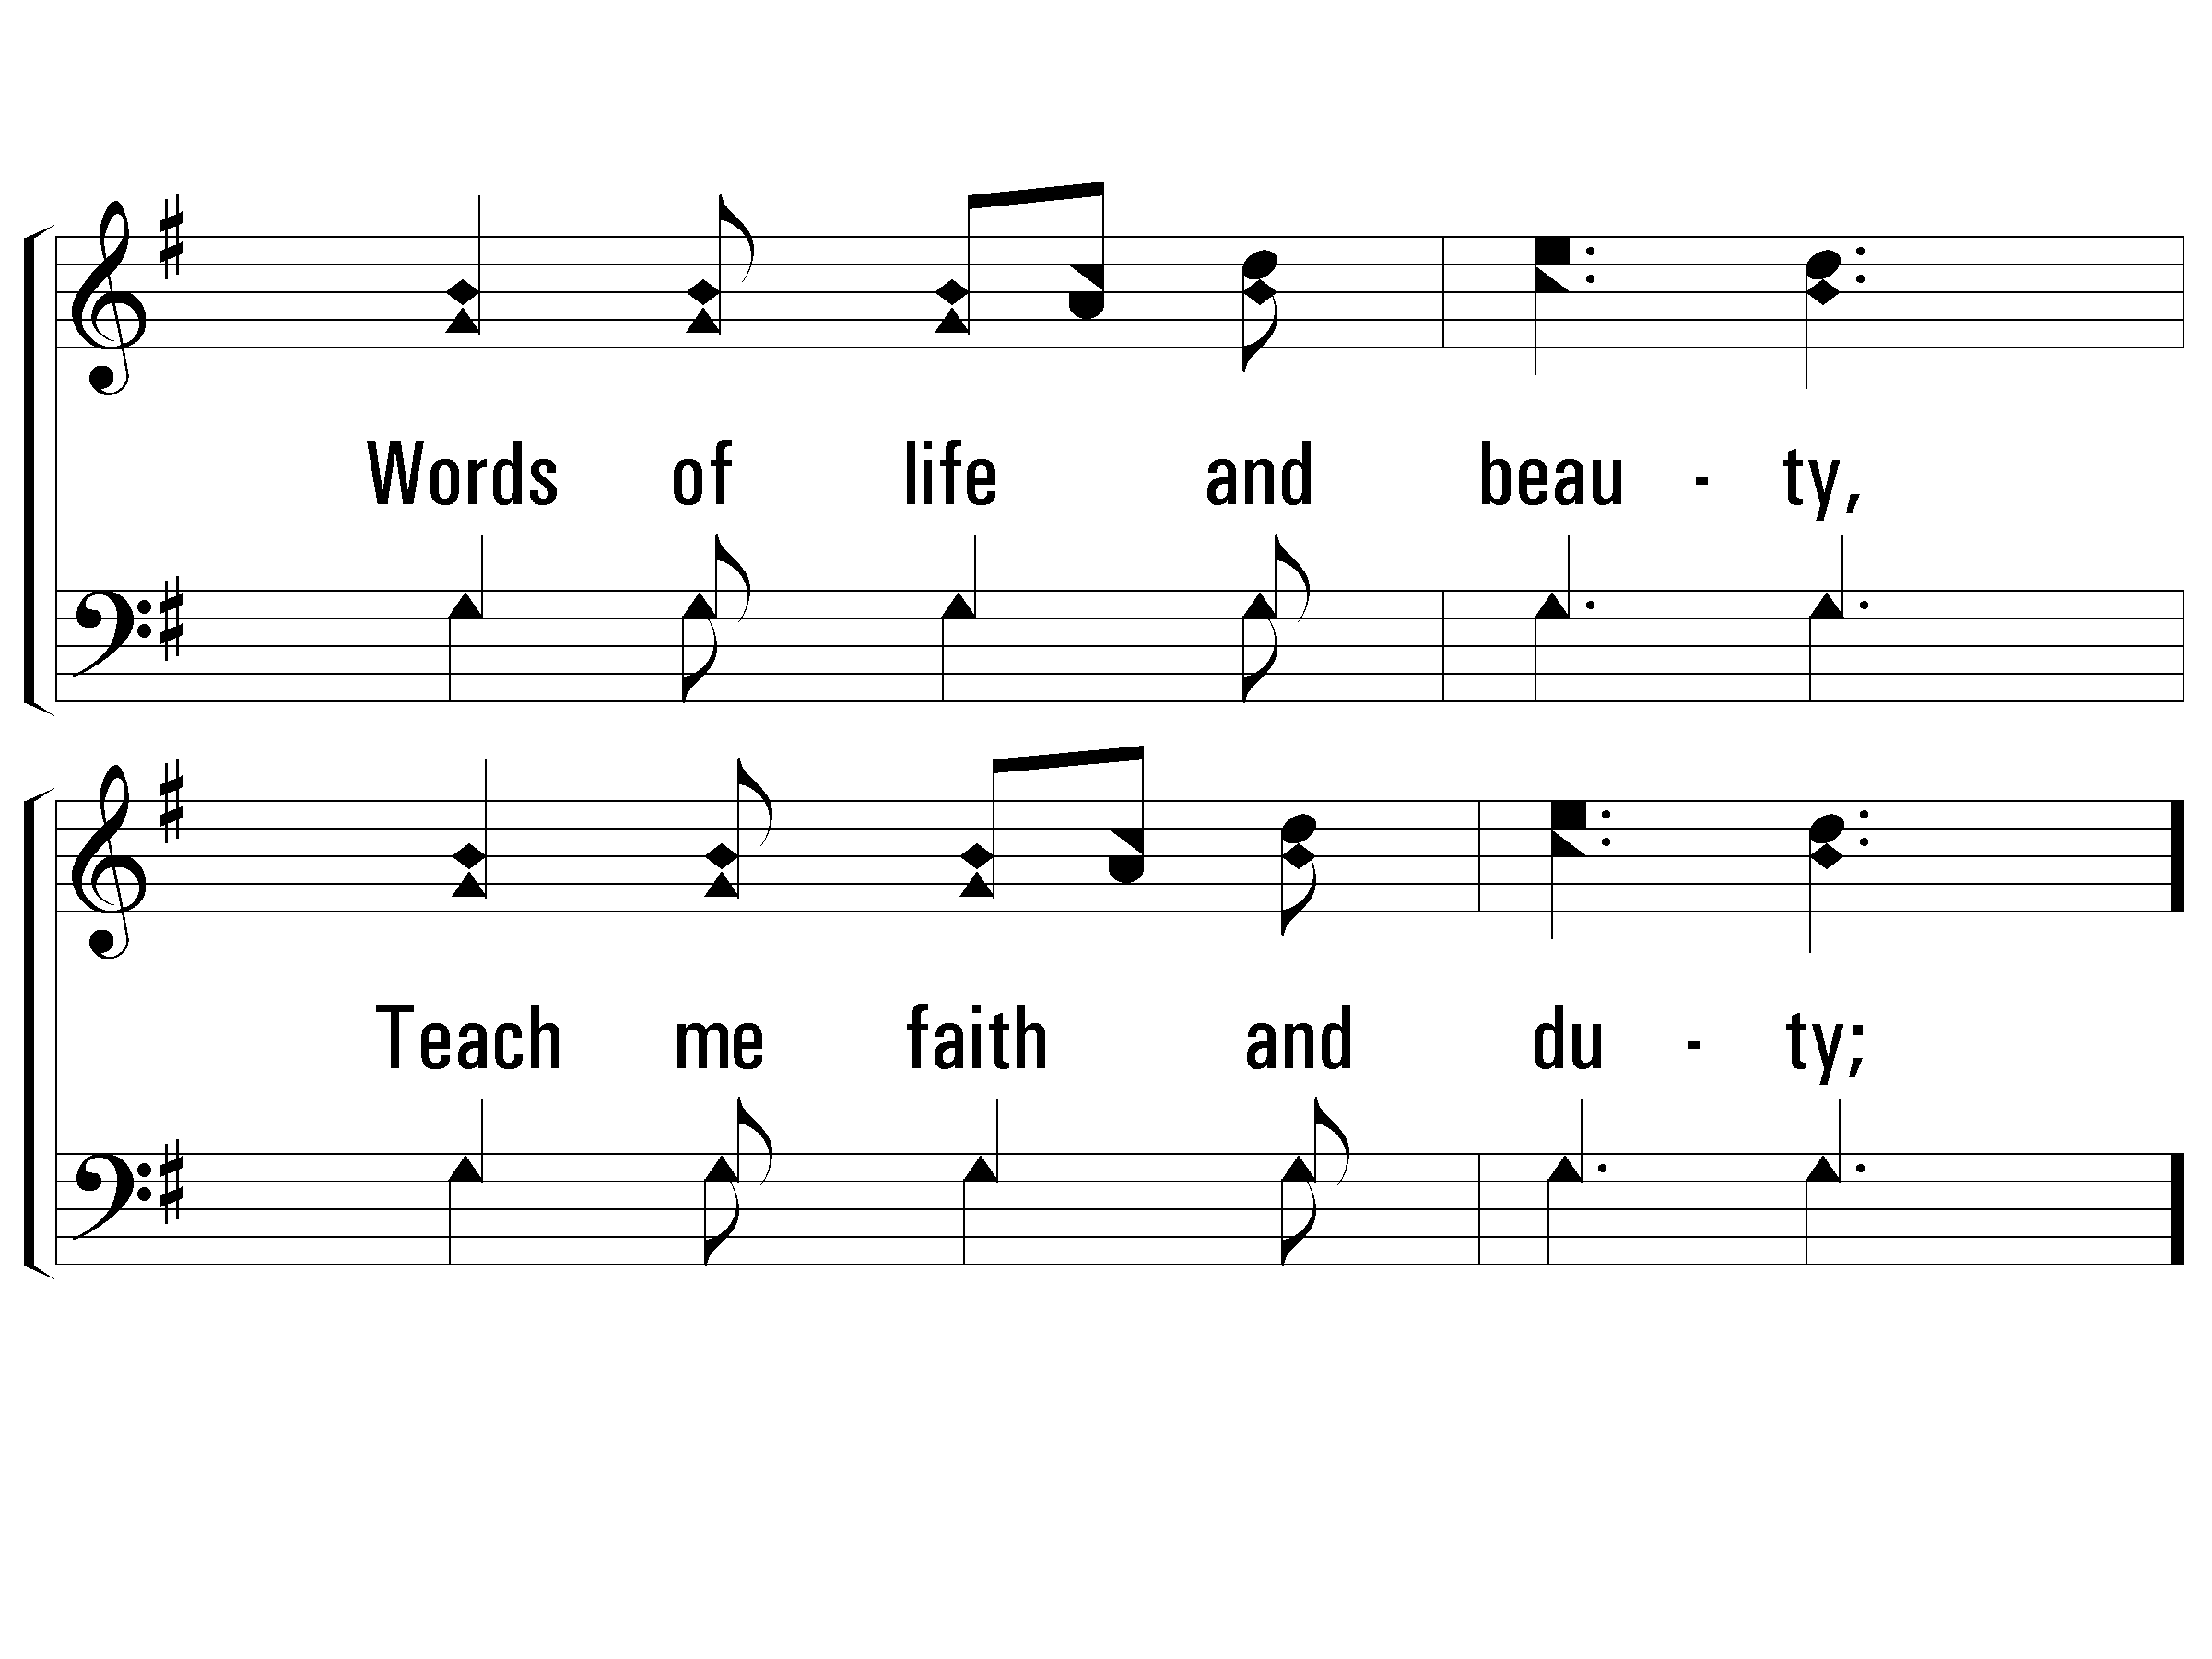 Words of life and beau - ty,
Teach me faith and du - ty;